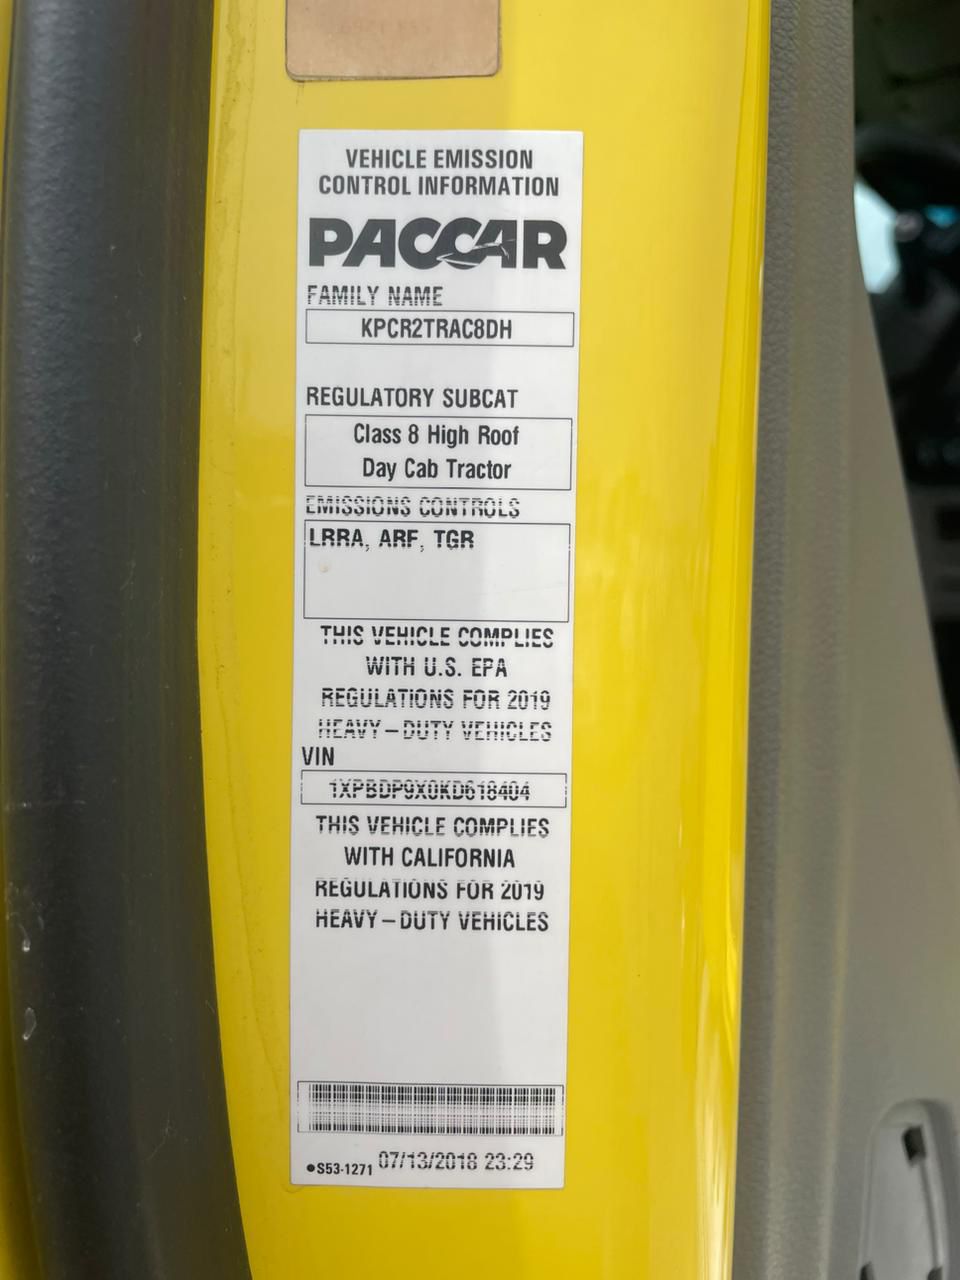 VEHICLE EMISSION
CONTROL INFORMATION
PACCAR
FAMILY NAME
KPCR2TRAC8DH
REGULATORY SUBCAT
Class 8 High Roof
Day Cab Tractor
EMISSIONS CONTROLS
LRRA, ARF, TGR
THIS VEHICLE COMPLIES
WITH U.S. EPA
REGULATIONS FOR 2019
HEAVY-DUTY VEHICLES
VIN
1XPBDP9X0KD618404
THIS VEHICLE COMPLIES
WITH CALIFORNIA
REGULATIONS FOR 2019
HEAVY-DUTY VEHICLES
●S53-1271 07/13/2018 23:29